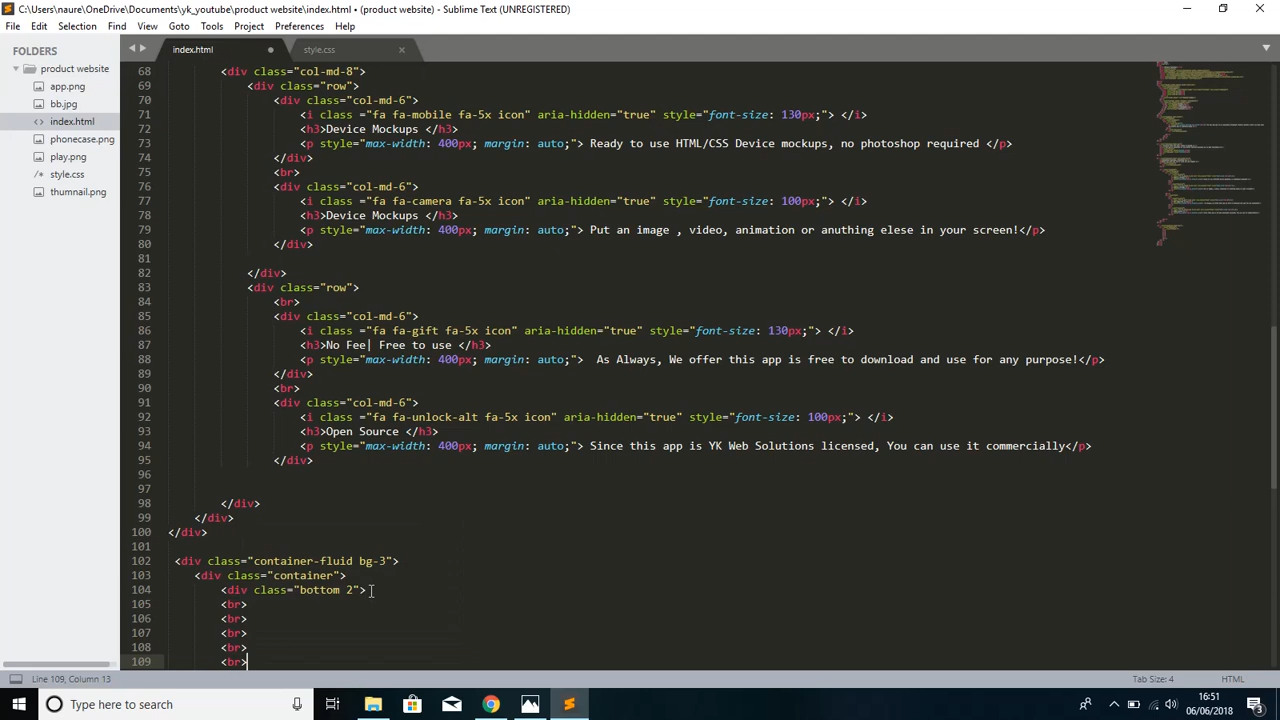 C:\Users\naure\OneDrive\Documents\yk_youtube\product website\index.html • (product website) - Sublime Text (UNREGISTERED)
File Edit Selection Find View Goto Tools Project Preferences Help
FOLDERS
product website
app.png
bb.jpg
index.html
phonecase.png
play.png
style.css
thumnail.png
index.html style.css
68 <div class="col-md-8">
69 <div class="row">
70 <div class="col-md-6">
71 <i class ="fa fa-mobile fa-5x icon" aria-hidden="true" style="font-size: 130px;"> </i>
72 <h3>Device Mockups </h3>
73 <p style="max-width: 400px; margin: auto;"> Ready to use HTML/CSS Device mockups, no photoshop required </p>
74 </div>
75 <br>
76 <div class="col-md-6">
77 <i class ="fa fa-camera fa-5x icon" aria-hidden="true" style="font-size: 100px;"> </i>
78 <h3>Device Mockups </h3>
79 <p style="max-width: 400px; margin: auto;"> Put an image , video, animation or anuthing elese in your screen!</p>
80 </div>
81
82 </div>
83 <div class="row">
84 <br>
85 <div class="col-md-6">
86 <i class ="fa fa-gift fa-5x icon" aria-hidden="true" style="font-size: 130px;"> </i>
87 <h3>No Fee| Free to use </h3>
88 <p style="max-width: 400px; margin: auto;">  As Always, We offer this app is free to download and use for any purpose!</p>
89 </div>
90 <br>
91 <div class="col-md-6">
92 <i class ="fa fa-unlock-alt fa-5x icon" aria-hidden="true" style="font-size: 100px;"> </i>
93 <h3>Open Source </h3>
94 <p style="max-width: 400px; margin: auto;"> Since this app is YK Web Solutions licensed, You can use it commercially</p>
95 </div>
96
97
98 </div>
99 </div>
100 </div>
101
102 <div class="container-fluid bg-3">
103 <div class="container">
104 <div class="bottom 2">
105 <br>
106 <br>
107 <br>
108 <br>
109 <br>
Line 109, Column 13 Tab Size: 4 HTML
Type here to search
16:51
06/06/2018
3